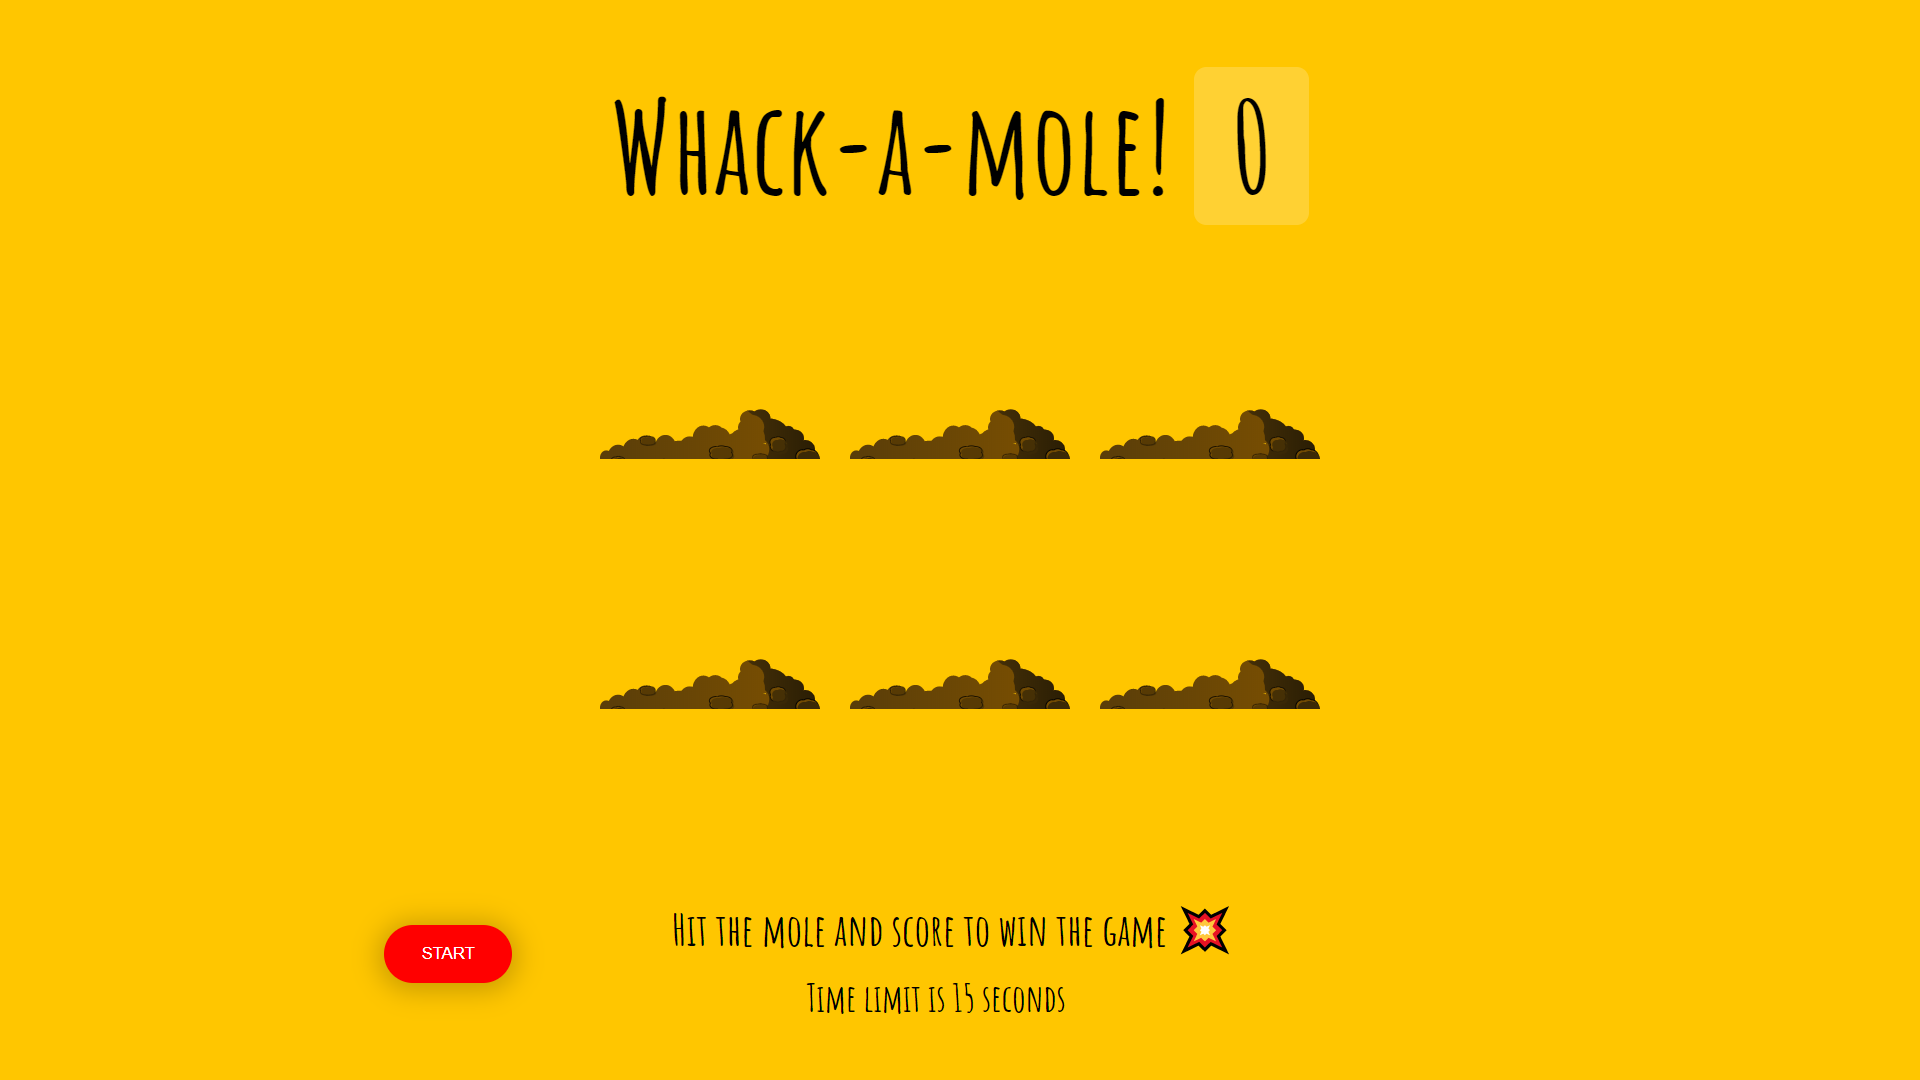 Whack-a-mole! 0
Hit the mole and score to win the game 💥
START
Time limit is 15 seconds